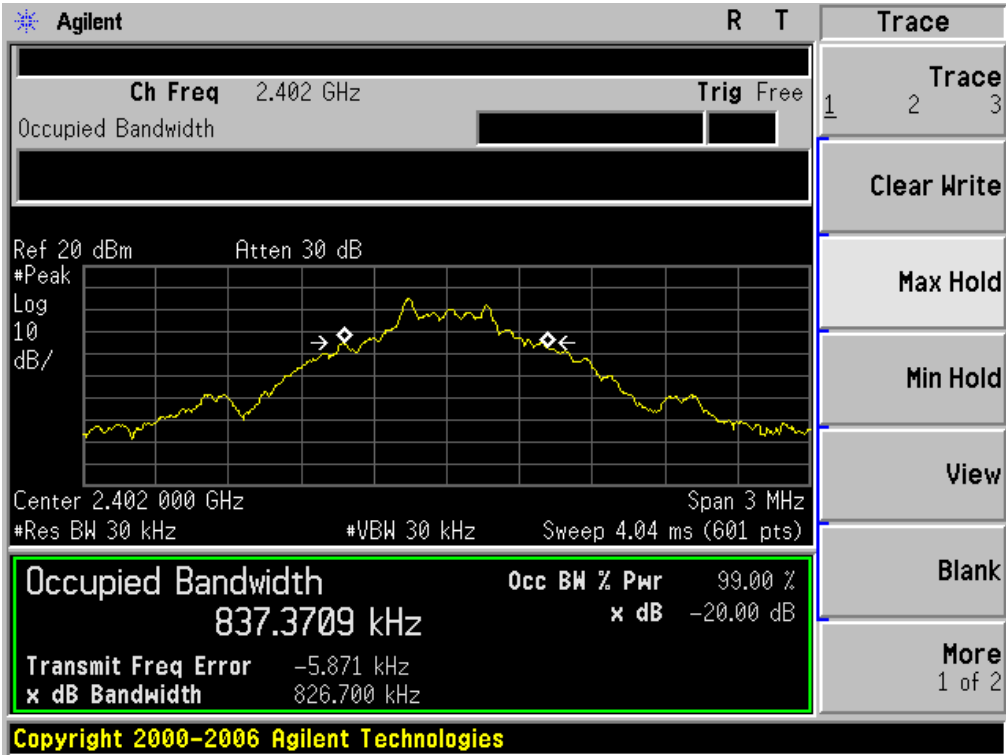 Agilent R T Trace
Ch Freq 2.402 GHz Trig Free
Occupied Bandwidth
Trace
1 2 3
Clear Write
Max Hold
Min Hold
View
Blank
More
1 of 2
Ref 20 dBm Atten 30 dB
#Peak
Log
10
dB/
Center 2.402 000 GHz Span 3 MHz
#Res BW 30 kHz #VBW 30 kHz Sweep 4.04 ms (601 pts)
Occupied Bandwidth Occ BW % Pwr 99.00 %
837.3709 kHz x dB -20.00 dB
Transmit Freq Error -5.871 kHz
x dB Bandwidth 826.700 kHz
Copyright 2000-2006 Agilent Technologies